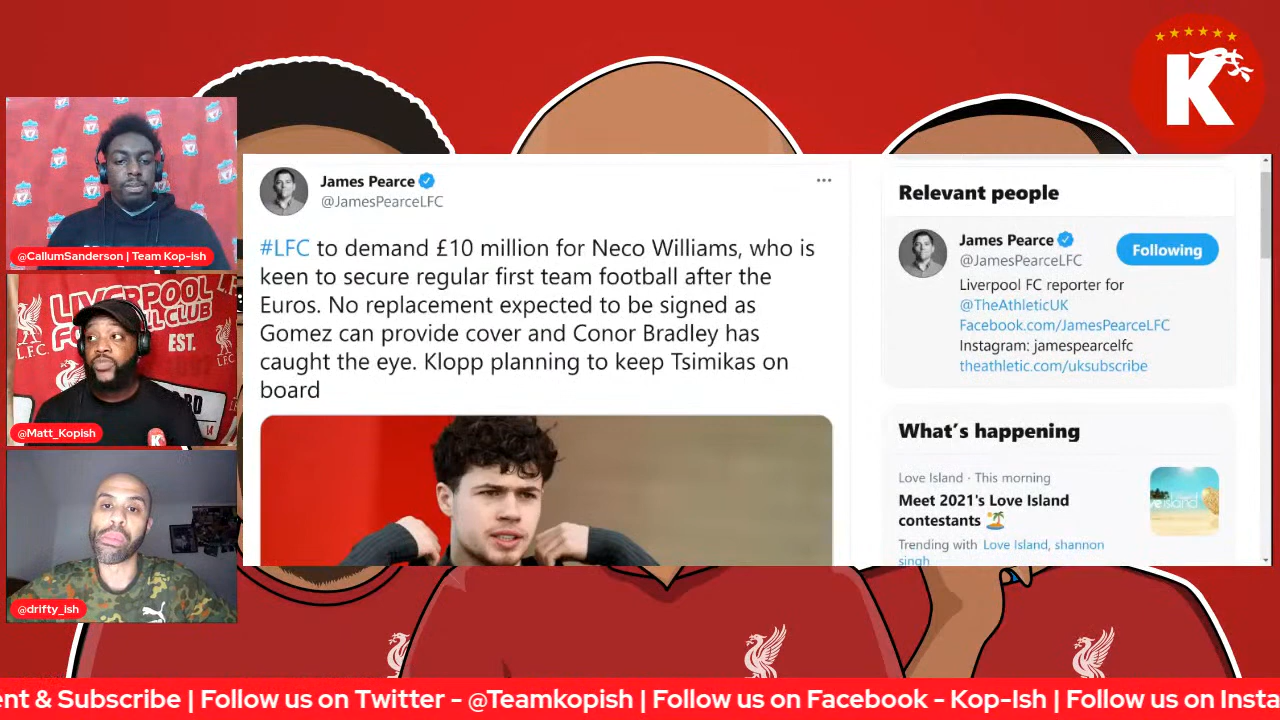 K
@CallumSanderson | Team Kop-ish
LIVERPOOL
FOOTBALL CLUB
EST.
L.F.C.
@Matt_Kopish
@drifty_ish
James Pearce
@JamesPearceLFC
#LFC to demand £10 million for Neco Williams, who is
keen to secure regular first team football after the
Euros. No replacement expected to be signed as
Gomez can provide cover and Conor Bradley has
caught the eye. Klopp planning to keep Tsimikas on
board
Relevant people
James Pearce
@JamesPearceLFC
Following
Liverpool FC reporter for
@TheAthleticUK
Facebook.com/JamesPearceLFC
Instagram: jamespearcelfc
theathletic.com/uksubscribe
What's happening
Love Island · This morning
Meet 2021's Love Island
contestants
Trending with Love Island, shannon
singh
ent & Subscribe | Follow us on Twitter - @Teamkopish | Follow us on Facebook - Kop-Ish | Follow us on Insta